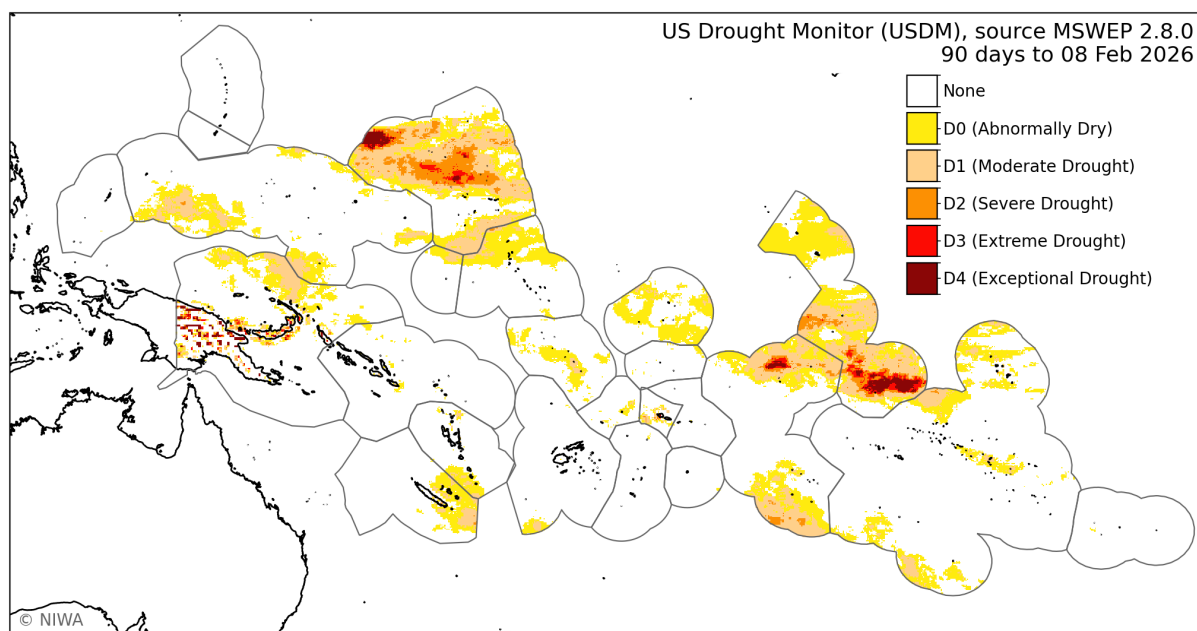 US Drought Monitor (USDM), source MSWEP 2.8.0
90 days to 08 Feb 2026
None
D0 (Abnormally Dry)
D1 (Moderate Drought)
D2 (Severe Drought)
D3 (Extreme Drought)
D4 (Exceptional Drought)
© NIWA